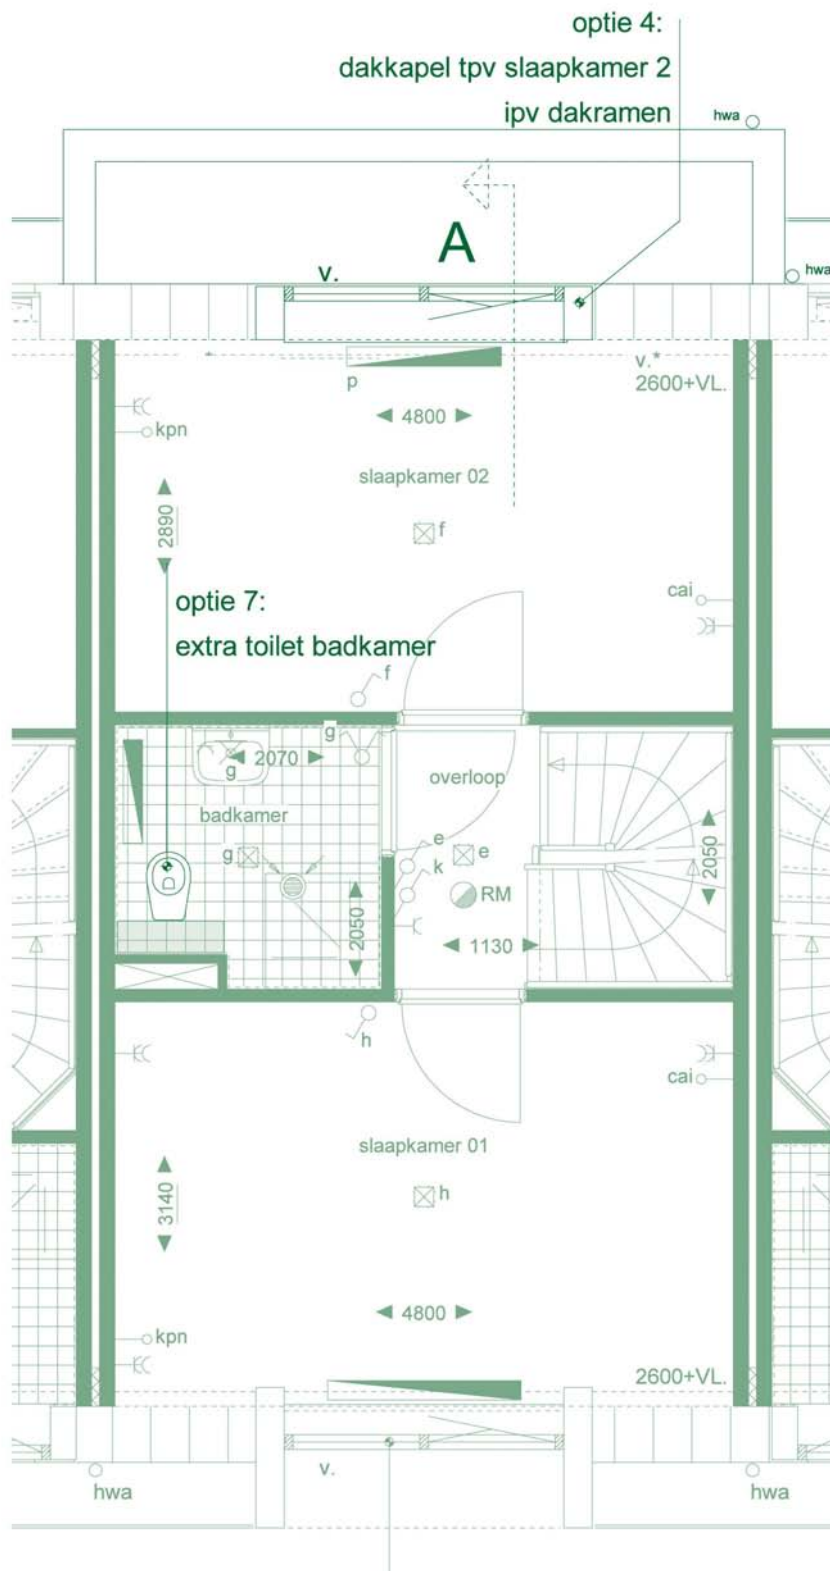 optie 4:
dakkapel tpv slaapkamer 2
ipv dakramen
hwa
A
v.
hwa
p
v.*
2600+VL.
4800
kpn
slaapkamer 02
2890
f
cai
optie 7:
extra toilet badkamer
f
g
2070
g
overloop
badkamer
e
g
e
k
2050
RM
2050
1130
h
cai
slaapkamer 01
3140
h
4800
kpn
2600+VL.
v.
hwa
hwa